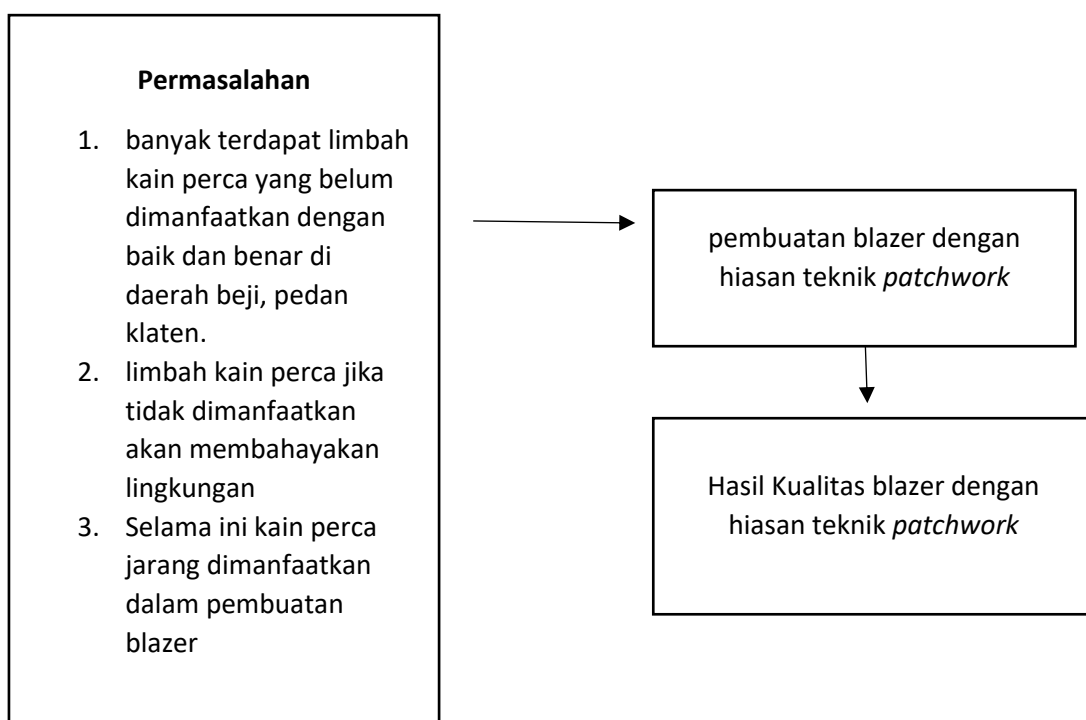 Permasalahan
1. banyak terdapat limbah
kain perca yang belum
dimanfaatkan dengan
baik dan benar di
daerah beji, pedan
klaten.
2. limbah kain perca jika
tidak dimanfaatkan
akan membahayakan
lingkungan
3. Selama ini kain perca
jarang dimanfaatkan
dalam pembuatan
blazer
pembuatan blazer dengan
hiasan teknik patchwork
Hasil Kualitas blazer dengan
hiasan teknik patchwork